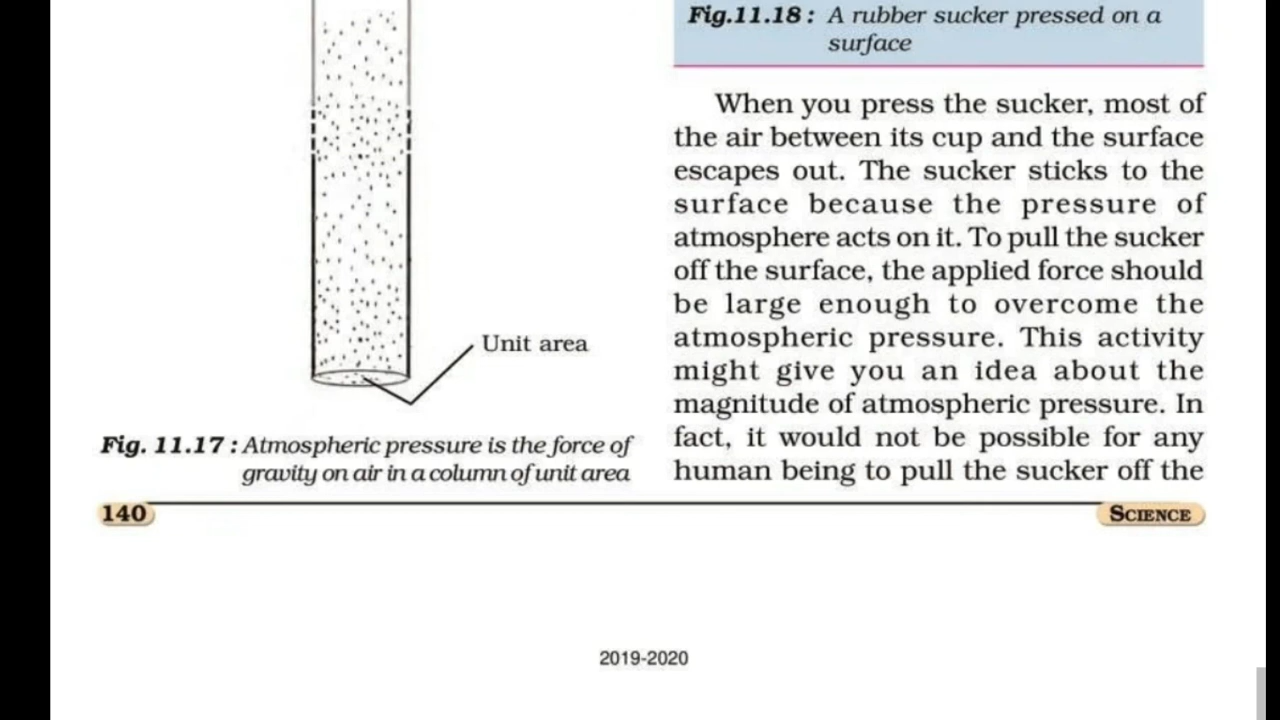 Unit area
Fig. 11.17 : Atmospheric pressure is the force of
gravity on air in a column of unit area
Fig.11.18 : A rubber sucker pressed on a
surface
When you press the sucker, most of
the air between its cup and the surface
escapes out. The sucker sticks to the
surface because the pressure of
atmosphere acts on it. To pull the sucker
off the surface, the applied force should
be large enough to overcome the
atmospheric pressure. This activity
might give you an idea about the
magnitude of atmospheric pressure. In
fact, it would not be possible for any
human being to pull the sucker off the
140
SCIENCE
2019-2020